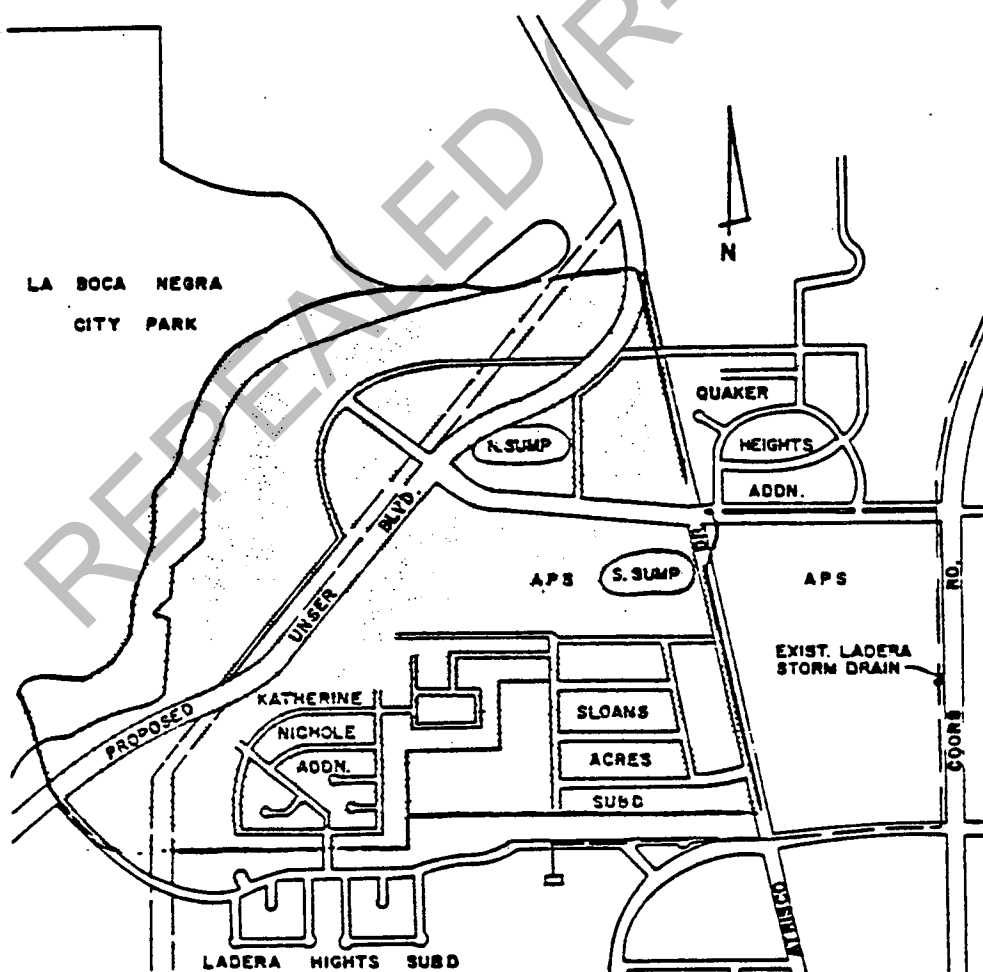 REPEALED (R-
N
LA BOCA NEGRA
CITY PARK
QUAKER
HEIGHTS
ADDN.
N. SUMP
BLVD.
UNSER
PROPOSED
DR.
APS
S. SUMP
APS
RD.
COORS
EXIST. LADERA
STORM DRAIN
KATHERINE
NICHOLE
ADDN.
SLOANS
ACRES
SUBD
ATRISCO
LADERA HIGHTS SUBD